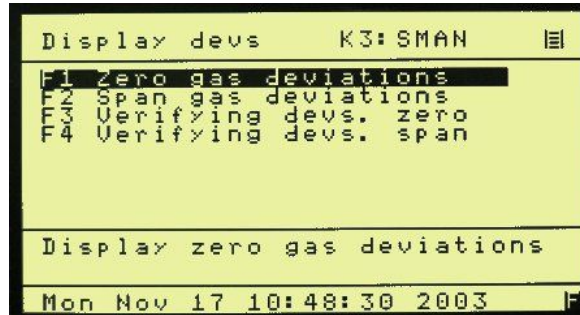 Display devs K3:SMAN
F1 Zero gas deviations
F2 Span gas deviations
F3 Verifying devs. zero
F4 Verifying devs. span
Display zero gas deviations
Mon Nov 17 10:48:30 2003